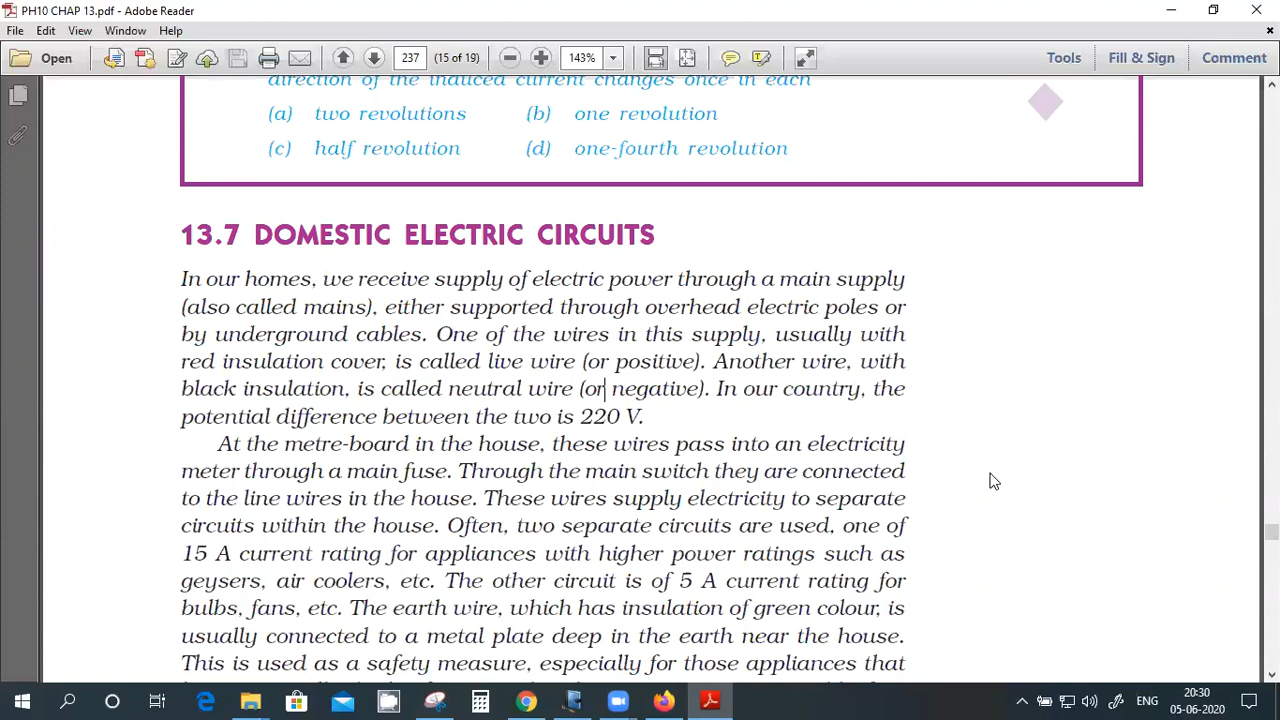 PH10 CHAP 13.pdf - Adobe Reader
File Edit View Window Help
Open 237 (15 of 19) 143% Tools Fill & Sign Comment
direction of the induced current changes once in each
(a) two revolutions (b) one revolution
(c) half revolution (d) one-fourth revolution
13.7 DOMESTIC ELECTRIC CIRCUITS
In our homes, we receive supply of electric power through a main supply
(also called mains), either supported through overhead electric poles or
by underground cables. One of the wires in this supply, usually with
red insulation cover, is called live wire (or positive). Another wire, with
black insulation, is called neutral wire (or negative). In our country, the
potential difference between the two is 220 V.
At the metre-board in the house, these wires pass into an electricity
meter through a main fuse. Through the main switch they are connected
to the line wires in the house. These wires supply electricity to separate
circuits within the house. Often, two separate circuits are used, one of
15 A current rating for appliances with higher power ratings such as
geysers, air coolers, etc. The other circuit is of 5 A current rating for
bulbs, fans, etc. The earth wire, which has insulation of green colour, is
usually connected to a metal plate deep in the earth near the house.
This is used as a safety measure, especially for those appliances that
ENG
20:30
05-06-2020